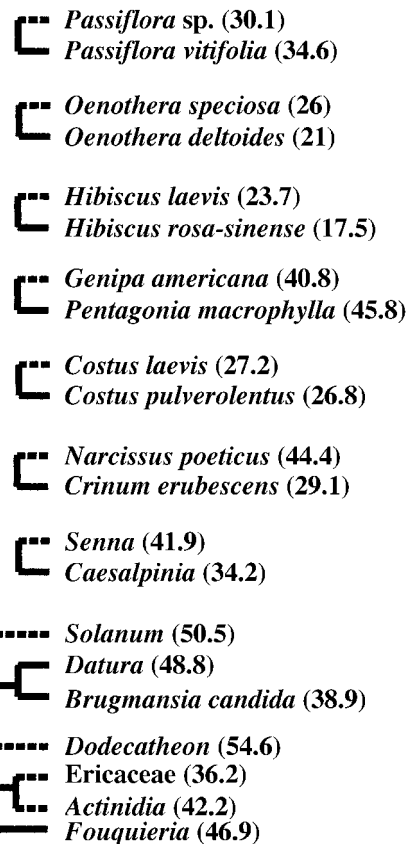 Passiflora sp. (30.1)
Passiflora vitifolia (34.6)
Oenothera speciosa (26)
Oenothera deltoides (21)
Hibiscus laevis (23.7)
Hibiscus rosa-sinense (17.5)
Genipa americana (40.8)
Pentagonia macrophylla (45.8)
Costus laevis (27.2)
Costus pulverolentus (26.8)
Narcissus poeticus (44.4)
Crinum erubescens (29.1)
Senna (41.9)
Caesalpinia (34.2)
Solanum (50.5)
Datura (48.8)
Brugmansia candida (38.9)
Dodecatheon (54.6)
Ericaceae (36.2)
Actinidia (42.2)
Fouquieria (46.9)